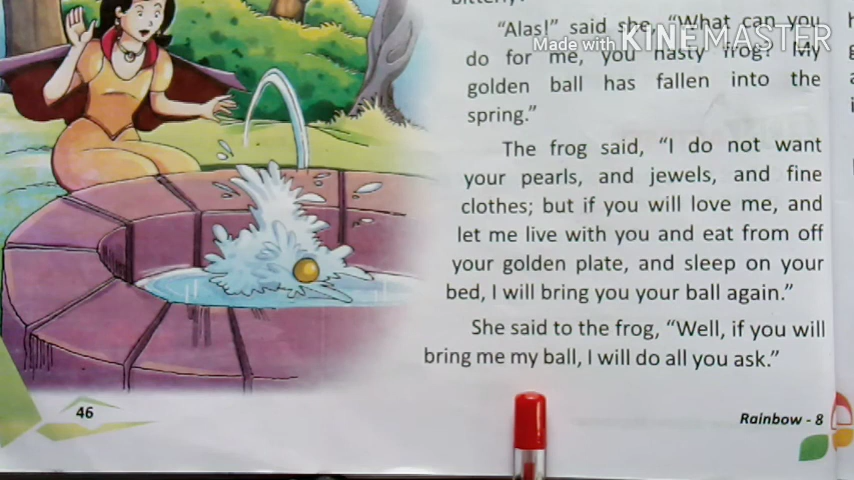 "Alas!" said she, "What can you
Made with KINEMASTER
do for me, you nasty frog? My
golden ball has fallen into the
spring."
The frog said, "I do not want
your pearls, and jewels, and fine
clothes; but if you will love me, and
let me live with you and eat from off
your golden plate, and sleep on your
bed, I will bring you your ball again."
She said to the frog, "Well, if you will
bring me my ball, I will do all you ask."
46
Rainbow - 8